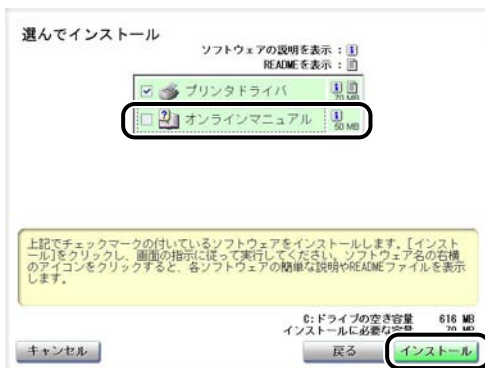 選んでインストール
ソフトウェアの説明を表示 :
READMEを表示 :
プリンタドライバ
70 MB
オンラインマニュアル
50 MB
上記でチェックマークの付いているソフトウェアをインストールします。[インスト
ール]をクリックし、画面の指示に従って実行してください。ソフトウェア名の右横
のアイコンをクリックすると、各ソフトウェアの簡単な説明やREADMEファイルを表示
します。
C:ドライブの空き容量 616 MB
インストールに必要な容量 70 MB
キャンセル
戻る
インストール